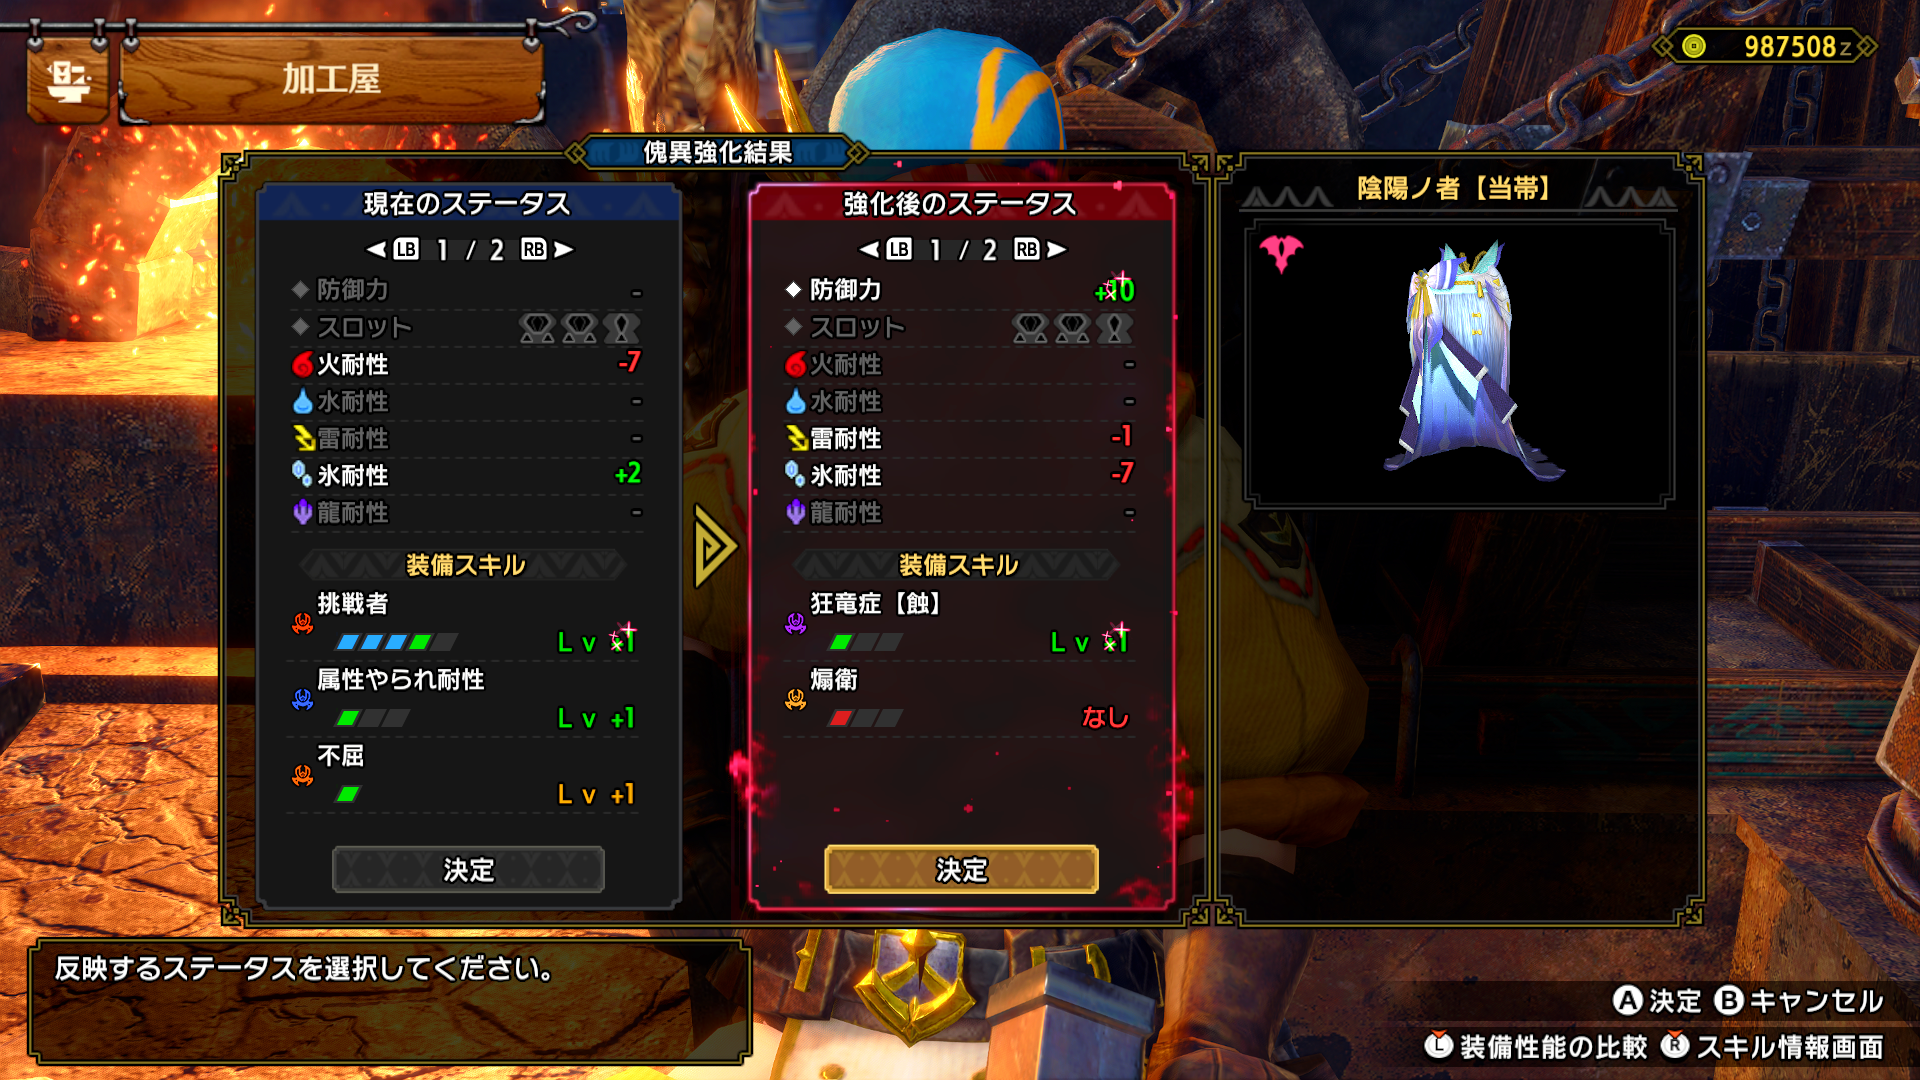 加工屋
987508z
傀異強化結果
現在のステータス
LB 1 / 2 RB
防御力 -
スロット
火耐性 -7
水耐性 -
雷耐性 -
氷耐性 +2
龍耐性 -
装備スキル
挑戦者
Lv +1
属性やられ耐性
Lv +1
不屈
Lv +1
決定
強化後のステータス
LB 1 / 2 RB
防御力 +10
スロット
火耐性 -
水耐性 -
雷耐性 -1
氷耐性 -7
龍耐性 -
装備スキル
狂竜症【蝕】
Lv +1
煽衛
なし
決定
陰陽ノ者【当帯】
反映するステータスを選択してください。
A 決定 B キャンセル
L 装備性能の比較 R スキル情報画面